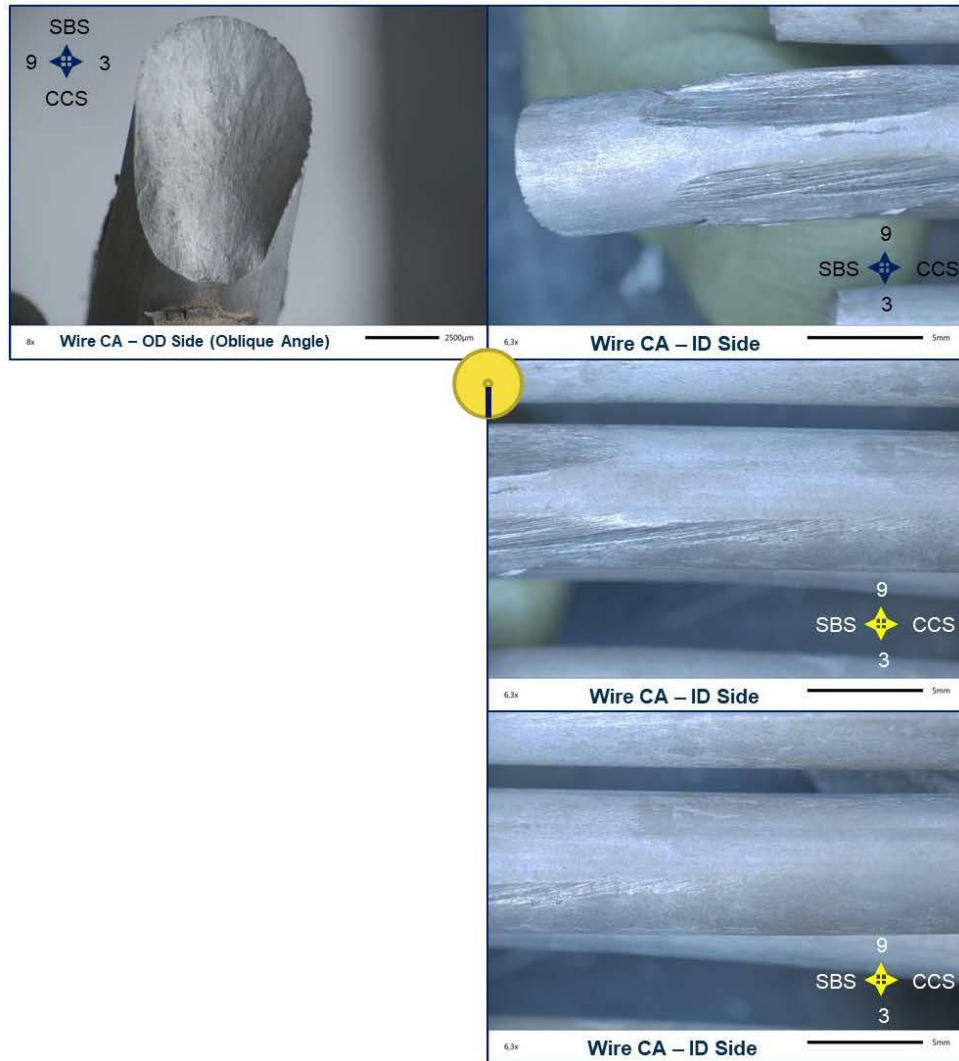 SBS
9 3
CCS
8x Wire CA – OD Side (Oblique Angle) 2500µm
9
SBS CCS
3
6,3x Wire CA – ID Side 5mm
9
SBS CCS
3
6,3x Wire CA – ID Side 5mm
9
SBS CCS
3
6,3x Wire CA – ID Side 5mm